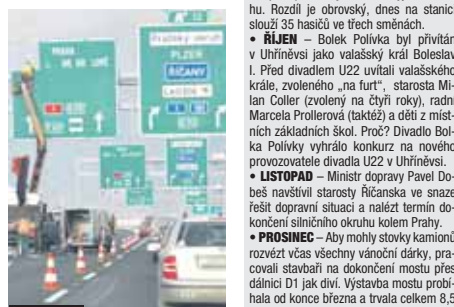 PRAHA
Pražský okruh
PLZEŇ
ŘÍČANY
hu. Rozdíl je obrovský, dnes na stanici
slouží 35 hasičů ve třech směnách.
• ŘÍJEN – Bolek Polívka byl přivítán
v Uhříněvsi jako valašský král Boleslav
I. Před divadlem U22 uvítali valašského
krále, zvoleného „na furt“, starosta Mi-
lan Coller (zvolený na čtyři roky), radní
Marcela Prollerová (taktéž) a děti z míst-
ních základních škol. Proč? Divadlo Bol-
ka Polívky vyhrálo konkurz na nového
provozovatele divadla U22 v Uhříněvsi.
• LISTOPAD – Ministr dopravy Pavel Do-
beš navštívil starosty Říčanska ve snaze
řešit dopravní situaci a nalézt termín do-
končení silničního okruhu kolem Prahy.
• PROSINEC – Aby mohly stovky kamionů
rozvézt včas všechny vánoční dárky, pra-
covali stavbaři na dokončení mostu přes
dálnici D1 jak diví. Výstavba mostu probí-
hala od konce března a trvala celkem 8,5